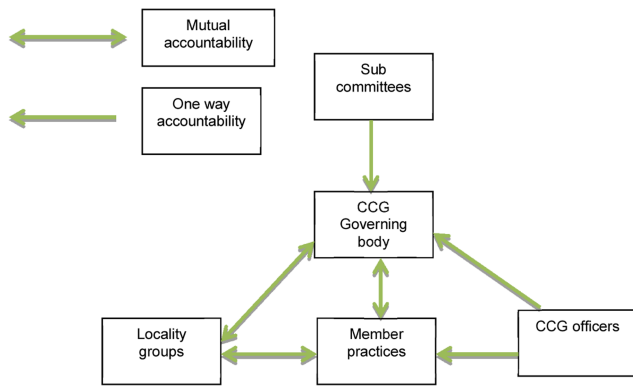 Mutual
accountability
One way
accountability
Sub
committees
CCG
Governing
body
Locality
groups
Member
practices
CCG officers